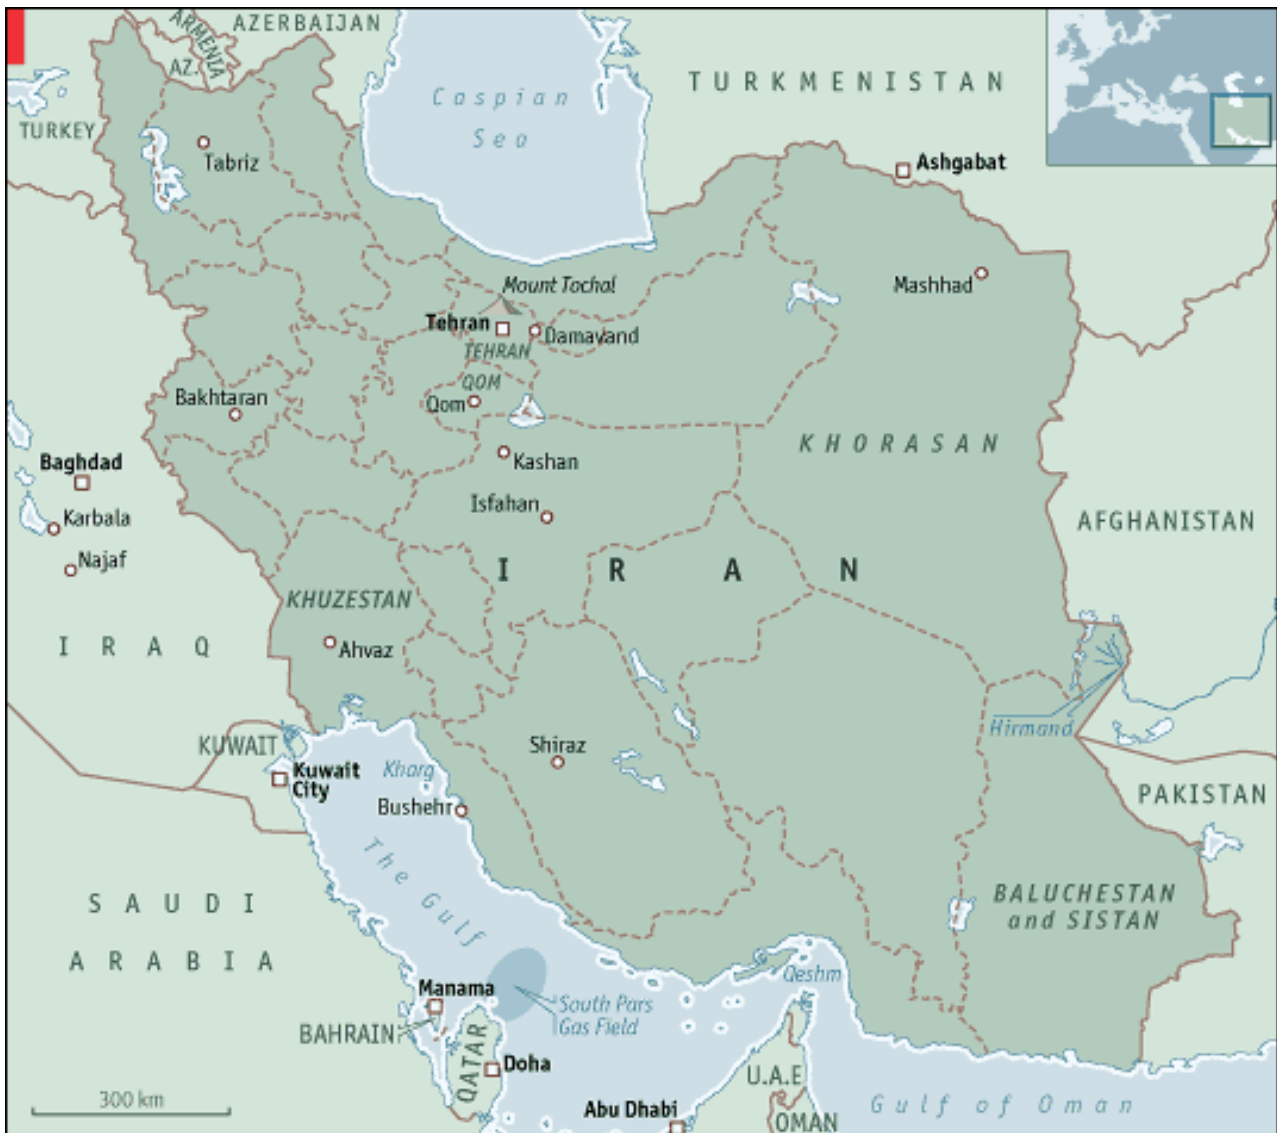 ARMENIA
AZERBAIJAN
AZ.
TURKEY
Tabriz
Caspian
Sea
TURKMENISTAN
Ashgabat
Mashhad
Mount Tochal
Tehran
TEHRAN
Damavand
QOM
Qom
Bakhtaran
Kashan
Isfahan
KHORASAN
Baghdad
Karbala
Najaf
IRAQ
AFGHANISTAN
IRAN
KHUZESTAN
Ahvaz
Hirmand
KUWAIT
Kuwait
City
Kharg
Bushehr
Shiraz
PAKISTAN
The Gulf
SAUDI
ARABIA
BALUCHESTAN
and SISTAN
Manama
BAHRAIN
QATAR
Doha
South Pars
Gas Field
Qeshm
U.A.E
OMAN
Abu Dhabi
Gulf of Oman
300 km